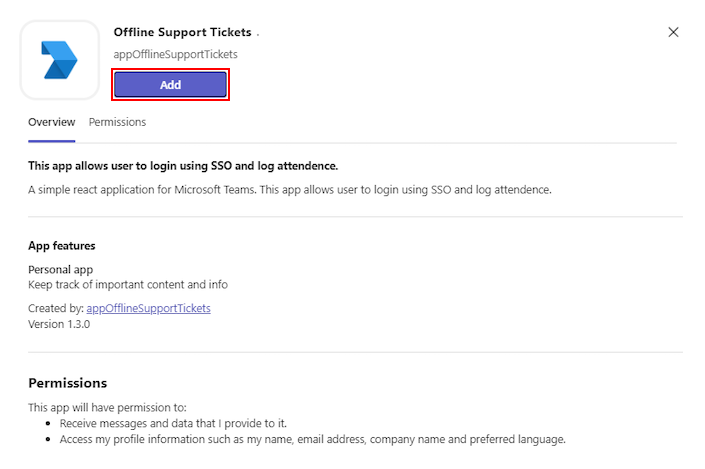 Offline Support Tickets .
appOfflineSupportTickets
Add
Overview Permissions
This app allows user to login using SSO and log attendence.
A simple react application for Microsoft Teams. This app allows user to login using SSO and log attendence.
App features
Personal app
Keep track of important content and info
Created by: appOfflineSupportTickets
Version 1.3.0
Permissions
This app will have permission to:
• Receive messages and data that I provide to it.
• Access my profile information such as my name, email address, company name and preferred language.